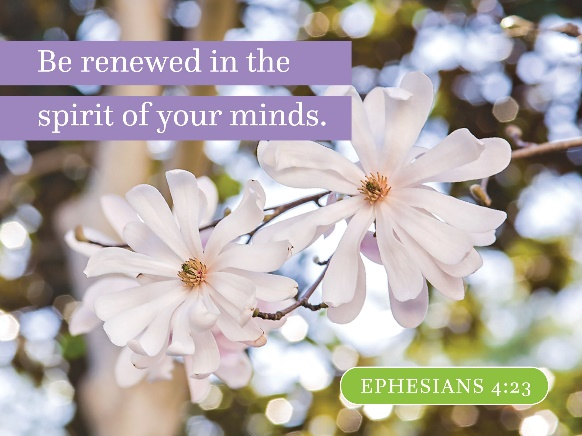 Be renewed in the
spirit of your minds.
EPHESIANS 4:23